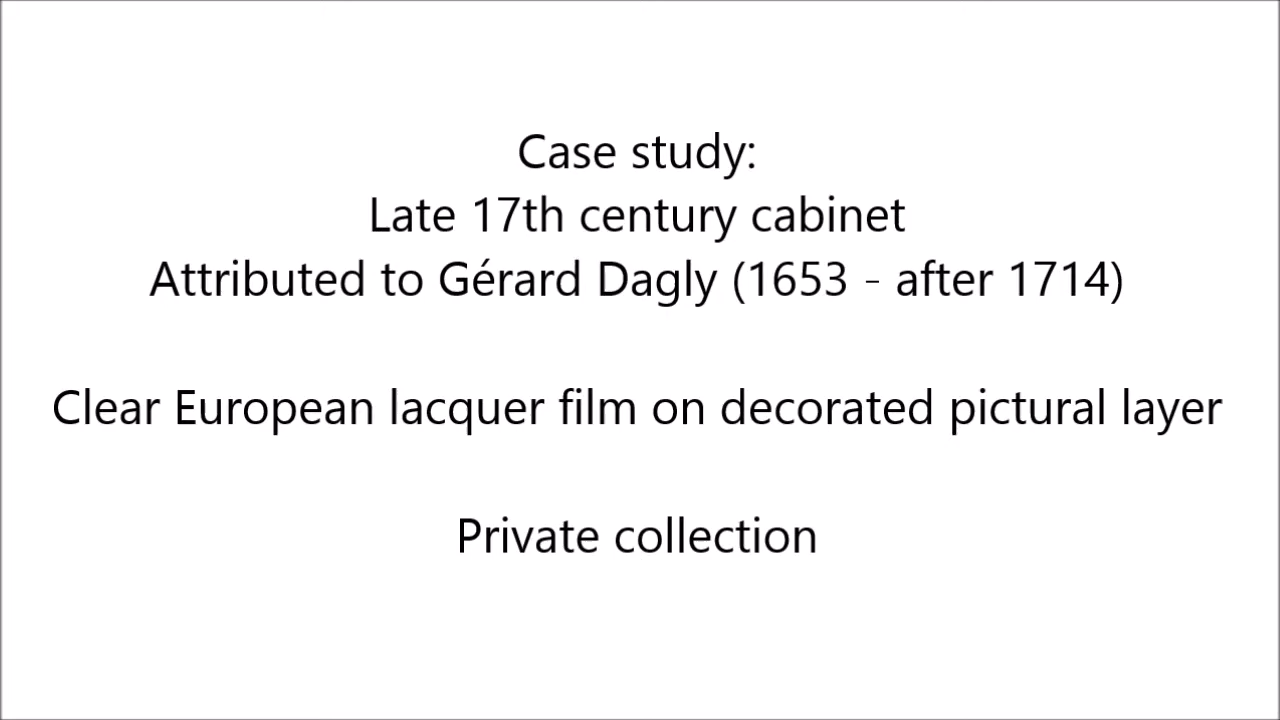 Case study:
Late 17th century cabinet
Attributed to Gérard Dagly (1653 - after 1714)
Clear European lacquer film on decorated pictural layer
Private collection